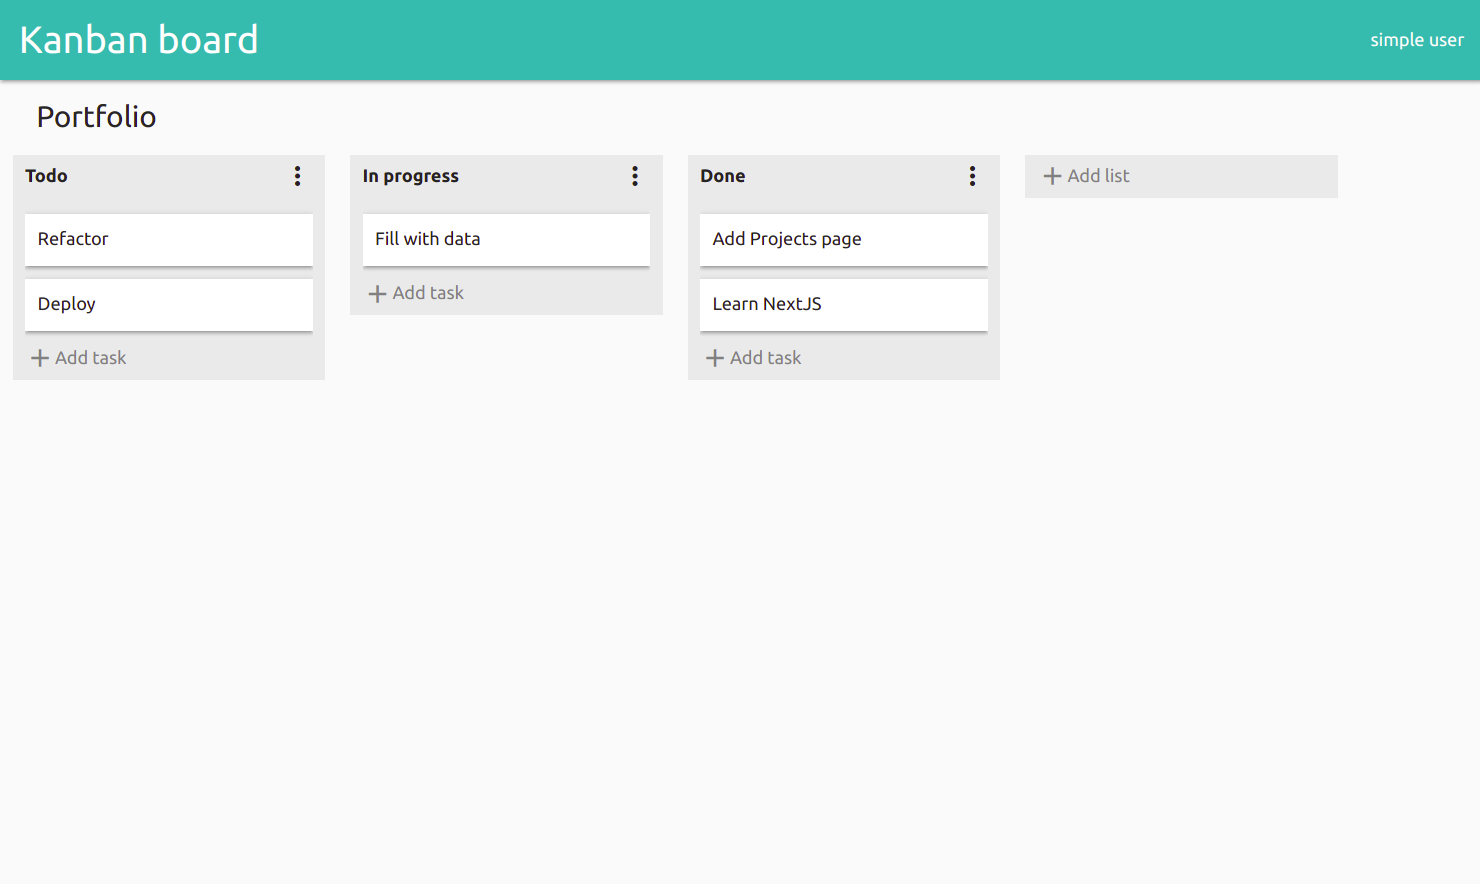 Kanban board
simple user
Portfolio
Todo
Refactor
Deploy
Add task
In progress
Fill with data
Add task
Done
Add Projects page
Learn NextJS
Add task
Add list